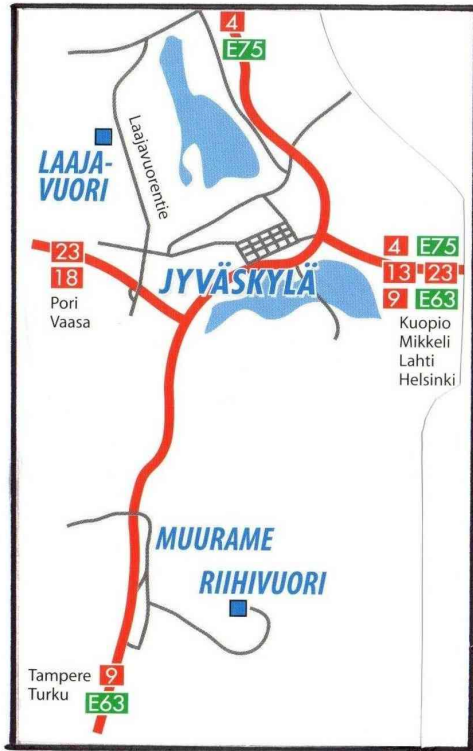 4
E75
Laajavuorentie
LAAJA-
VUORI
23
18
Pori
Vaasa
JYVÄSKYLÄ
4 E75
13 23
9 E63
Kuopio
Mikkeli
Lahti
Helsinki
MUURAME
RIIHIVUORI
Tampere 9
Turku
E63